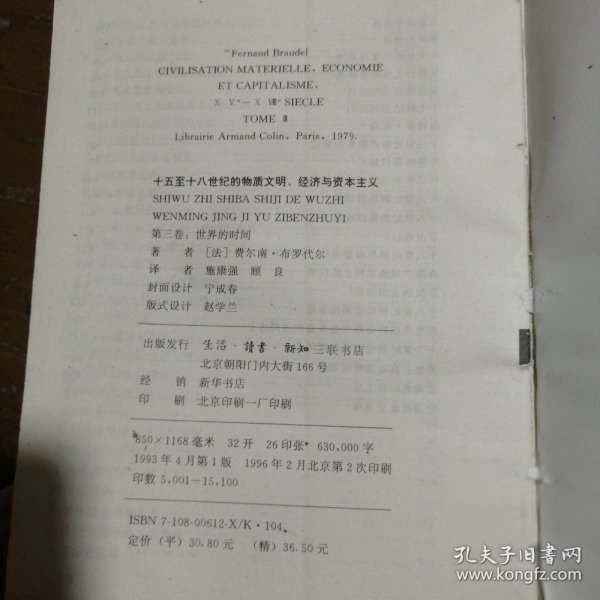 Fernand Braudel
CIVILISATION MATERIELLE, ECONOMIE
ET CAPITALISME,
X Ve—X VIIIe SIECLE
TOME III
Librairie Armand Colin, Paris, 1979.
十五至十八世纪的物质文明、经济与资本主义
SHIWU ZHI SHIBA SHIJI DE WUZHI
WENMING JING JI YU ZIBENZHUYI
第三卷：世界的时间
著 者 [法] 费尔南·布罗代尔
译 者 施康强 顾 良
封面设计 宁成春
版式设计 赵学兰
出版发行 生活·讀書·新知三联书店
北京朝阳门内大街166号
经 销 新华书店
印 刷 北京印刷一厂印刷
850×1168毫米 32开 26印张 630,000字
1993年4月第1版 1996年2月北京第2次印刷
印数 5,001—15,100
ISBN 7-108-00612-X/K·104
定价 (平) 30.80元 (精) 36.50元
孔夫子旧书网
www.kongfz.com